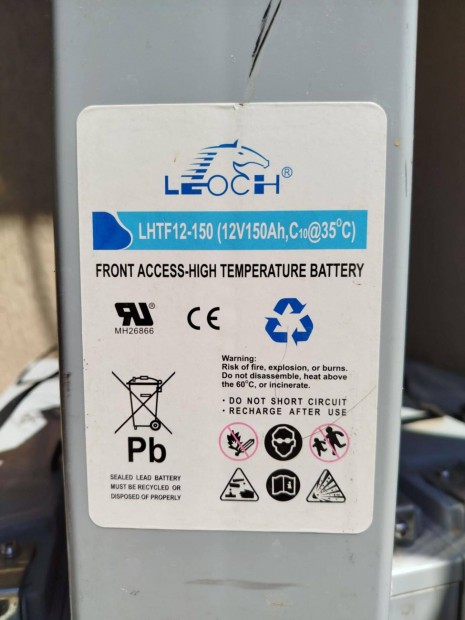 LEOCH®
LHTF12-150 (12V150Ah,C10@35°C)
FRONT ACCESS-HIGH TEMPERATURE BATTERY
MH26866
CE
Warning:
Risk of fire, explosion, or burns.
Do not disassemble, heat above
the 60°C, or incinerate.
· DO NOT SHORT CIRCUIT
· RECHARGE AFTER USE
Pb
SEALED LEAD BATTERY
MUST BE RECYCLED OR
DISPOSED OF PROPERLY